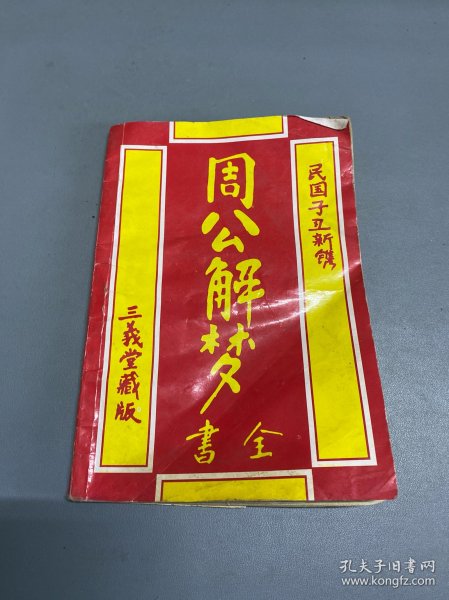 民国子丑新镌
周公解梦
全書
三義堂藏版
孔夫子旧書网
www.kongfz.com